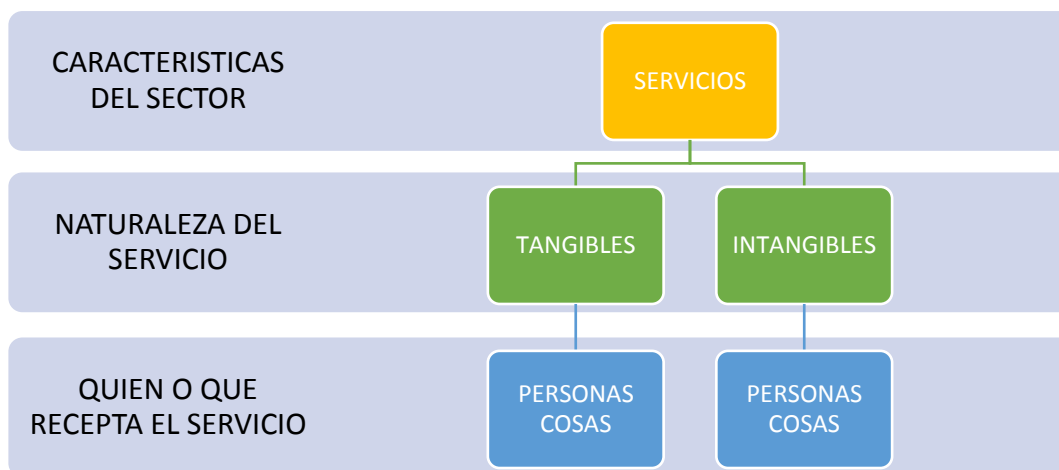 CARACTERISTICAS
DEL SECTOR
SERVICIOS
NATURALEZA DEL
SERVICIO
TANGIBLES
INTANGIBLES
QUIEN O QUE
RECEPTA EL SERVICIO
PERSONAS
COSAS
PERSONAS
COSAS